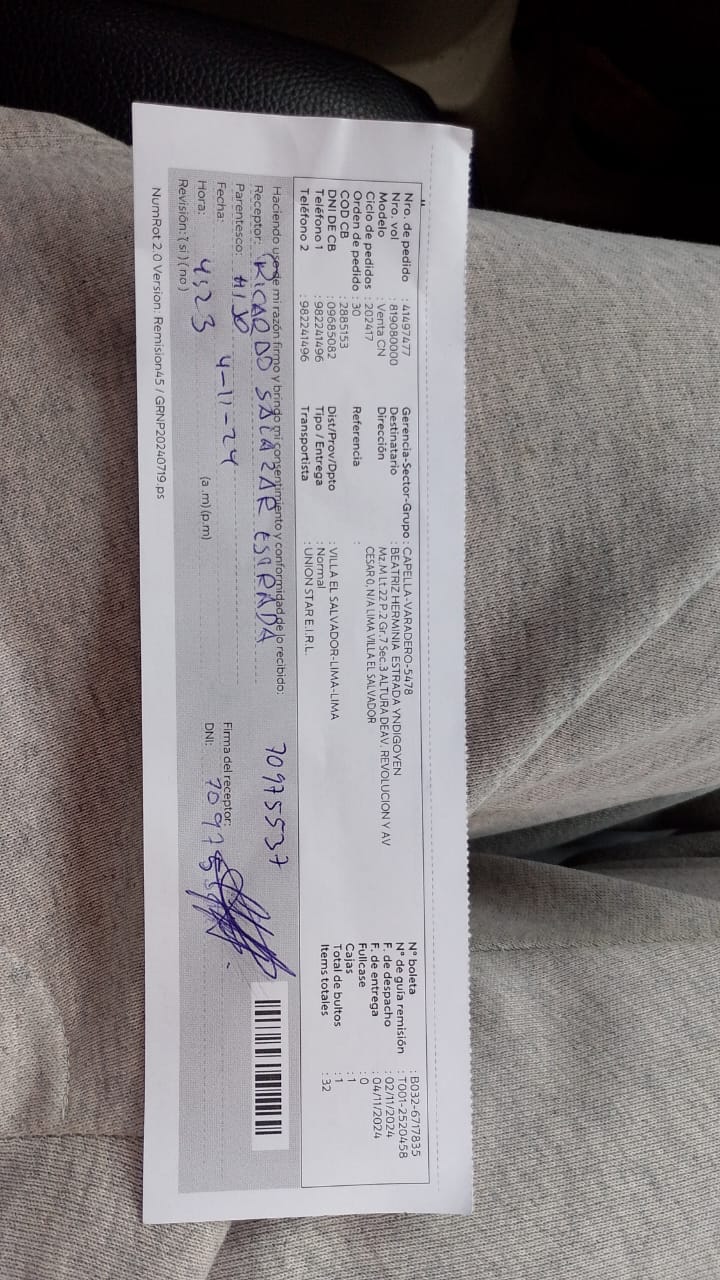 Nro. de pedido : 41497477
Nro. vol : 819080000
Modelo : Venta CN
Ciclo de pedidos : 202417
Orden de pedido : 30
COD CB : 2885153
DNI DE CB : 09685082
Teléfono 1 : 982241496
Teléfono 2 : 982241496
Gerencia-Sector-Grupo : CAPELLA-VARADERO-5478
Destinatario : BEATRIZ HERMINIA ESTRADA YNDIGOYEN
Dirección : Mz.M Lt.22 P.2 Gr.7 Sec.3 ALTURA DEAV. REVOLUCION Y AV
CESAR 0, N/A LIMA VILLA EL SALVADOR
Referencia :
Dist/Prov/Dpto : VILLA EL SALVADOR-LIMA-LIMA
Tipo / Entrega : Normal
Transportista : UNION STAR E.I.R.L.
N° boleta : B032-6717835
N° de guía remisión : T001-2520458
F. de despacho : 02/11/2024
F. de entrega : 04/11/2024
Fullcase : 0
Cajas : 1
Total de bultos : 1
Items totales : 32
Haciendo uso de mi razón firmo y brindo mi consentimiento y conformidad de lo recibido:
70975537
Receptor: RICARDO SALAZAR ESTRADA
Parentesco: HIJO
Fecha: 4-11-24
Hora: 4:23 (a.m) (p.m)
Revisión: ( si ) ( no )
Firma del receptor:
DNI:
NumRot 2.0 Version: Remision45 / GRNP20240719.ps